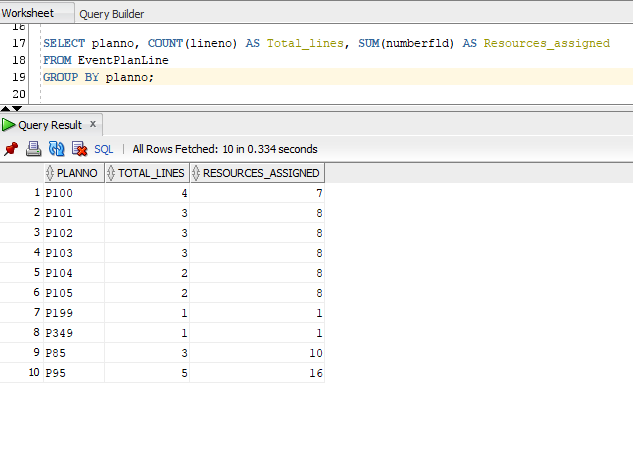 Worksheet Query Builder
16
17 SELECT planno, COUNT(lineno) AS Total_lines, SUM(numberfld) AS Resources_assigned
18 FROM EventPlanLine
19 GROUP BY planno;
20
Query Result x
SQL | All Rows Fetched: 10 in 0.334 seconds
PLANNO TOTAL_LINES RESOURCES_ASSIGNED
1 P100 4 7
2 P101 3 8
3 P102 3 8
4 P103 3 8
5 P104 2 8
6 P105 2 8
7 P199 1 1
8 P349 1 1
9 P85 3 10
10 P95 5 16